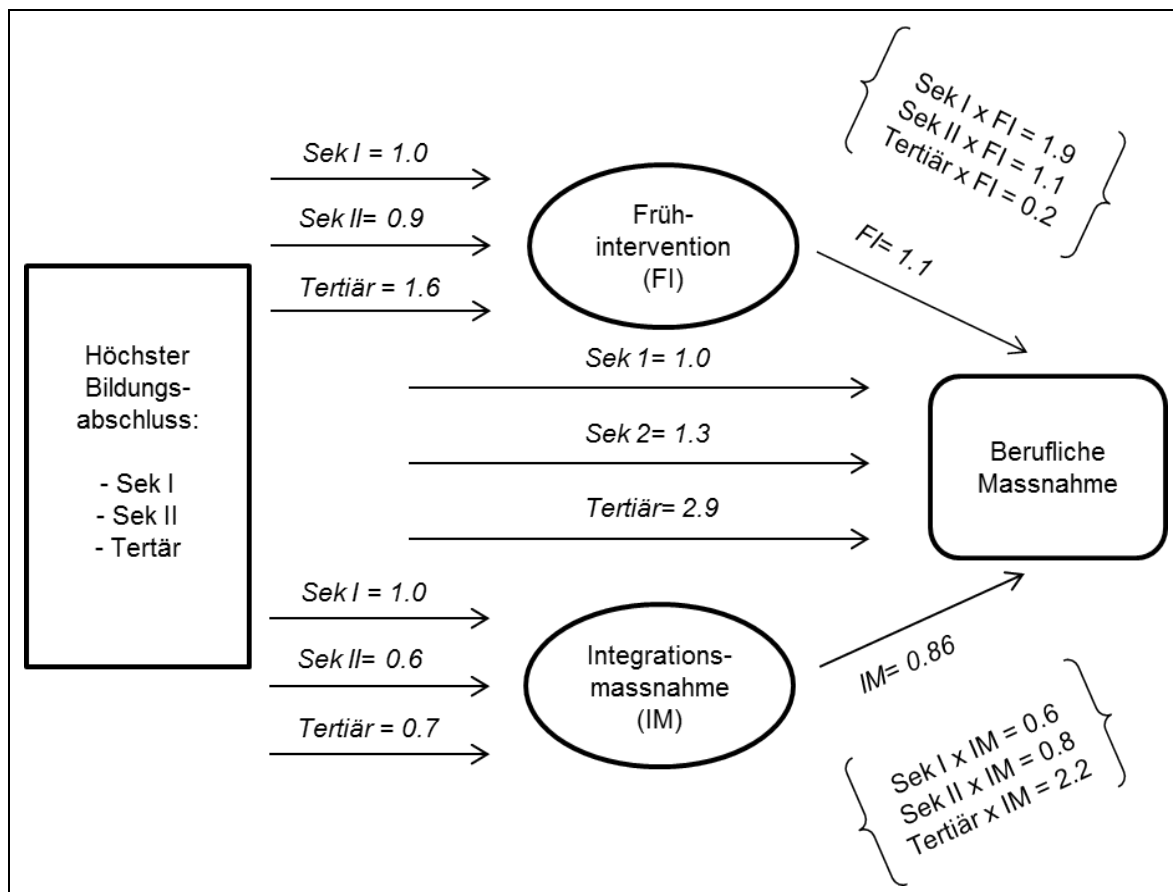 Sek I x FI = 1.9
Sek II x FI = 1.1
Tertiär x FI = 0.2
Sek I = 1.0
Sek II= 0.9
Tertiär = 1.6
Früh-
intervention
(FI)
FI= 1.1
Höchster
Bildungs-
abschluss:
- Sek I
- Sek II
- Tertär
Sek 1= 1.0
Sek 2= 1.3
Tertiär= 2.9
Berufliche
Massnahme
Sek I = 1.0
Sek II= 0.6
Tertiär = 0.7
Integrations-
massnahme
(IM)
IM= 0.86
Sek I x IM = 0.6
Sek II x IM = 0.8
Tertiär x IM = 2.2